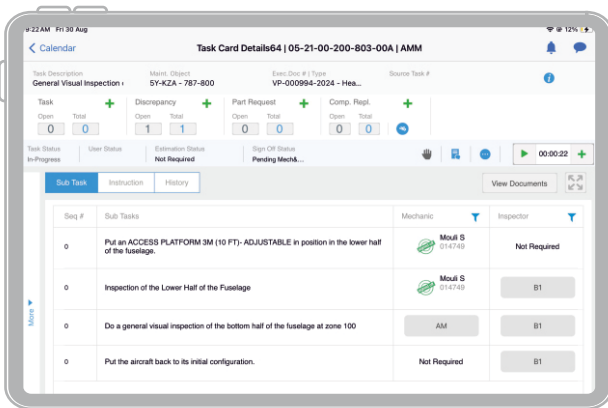 9:22 AM Fri 30 Aug
12%
Calendar
Task Card Details64 | 05-21-00-200-803-00A | AMM
Task Description
Maint. Object
Exec.Doc # | Type
Source Task #
General Visual Inspection
5Y-KZA - 787-800
VP-000994-2024 - Hea...
Task
Discrepancy
Part Request
Comp. Repl.
Open Total
Open Total
Open Total
Open Total
0 0
1 1
0 0
0 0
Task Status
User Status
Estimation Status
Sign Off Status
In-Progress
Not Required
Pending Mech&...
00:00:22
Sub Task
Instruction
History
View Documents
Seq #
Sub Tasks
Mechanic
Inspector
0
Put an ACCESS PLATFORM 3M (10 FT)- ADJUSTABLE in position in the lower half
of the fuselage.
Mouli S
014749
Not Required
0
Inspection of the Lower Half of the Fuselage
Mouli S
014749
B1
0
Do a general visual inspection of the bottom half of the fuselage at zone 100
AM
B1
0
Put the aircraft back to its initial configuration.
Not Required
B1
More